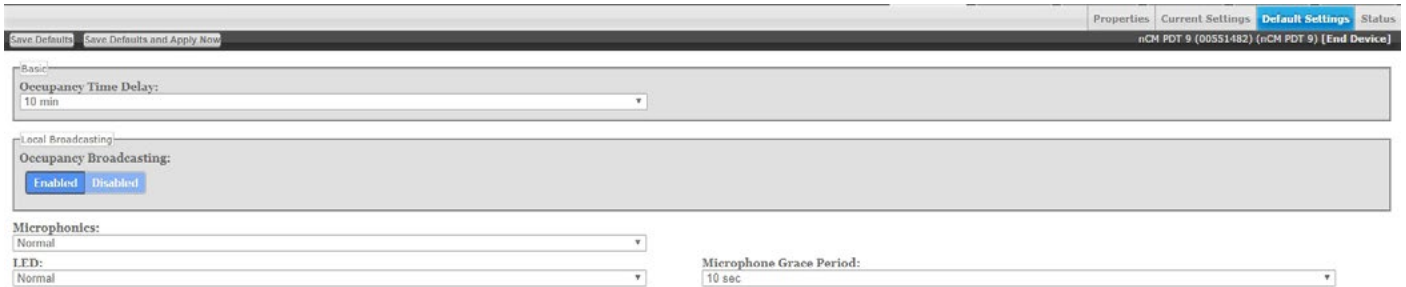 Properties Current Settings Default Settings Status
Save Defaults Save Defaults and Apply Now nCM PDT 9 (00551482) (nCM PDT 9) [End Device]
Basic
Occupancy Time Delay:
10 min
Local Broadcasting
Occupancy Broadcasting:
Enabled Disabled
Microphonics:
Normal
LED: Microphone Grace Period:
Normal 10 sec